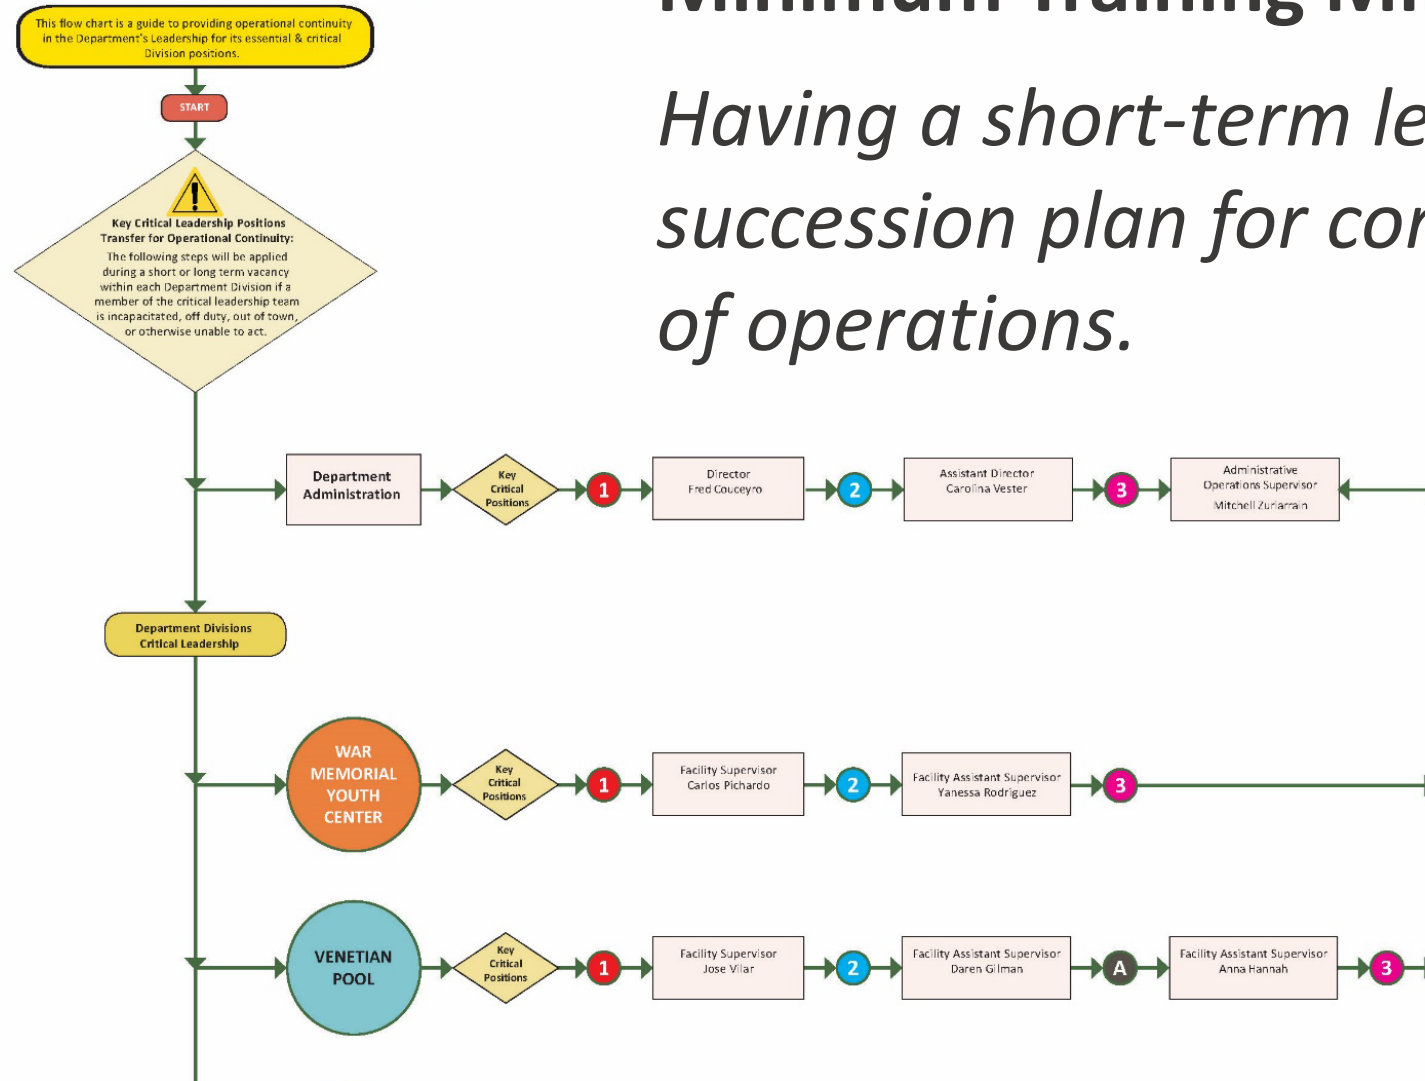 This flow chart is a guide to providing operational continuity
in the Department's Leadership for its essential & critical
Division positions.
START
Key Critical Leadership Positions
Transfer for Operational Continuity:
The following steps will be applied
during a short or long term vacancy
within each Department Division if a
member of the critical leadership team
is incapacitated, off duty, out of town,
or otherwise unable to act.
Minimum Training
Having a short-term
succession plan for
of operations.
Department
Administration
Key
Critical
Positions
1
Director
Fred Couceyro
2
Assistant Director
Carolina Vester
3
Administrative
Operations Supervisor
Mitchell Zuriarrain
Department Divisions
Critical Leadership
WAR
MEMORIAL
YOUTH
CENTER
Key
Critical
Positions
1
Facility Supervisor
Carlos Pichardo
2
Facility Assistant Supervisor
Yanessa Rodriguez
3
VENETIAN
POOL
Key
Critical
Positions
1
Facility Supervisor
Jose Vilar
2
Facility Assistant Supervisor
Daren Gilman
A
Facility Assistant Supervisor
Anna Hannah
3